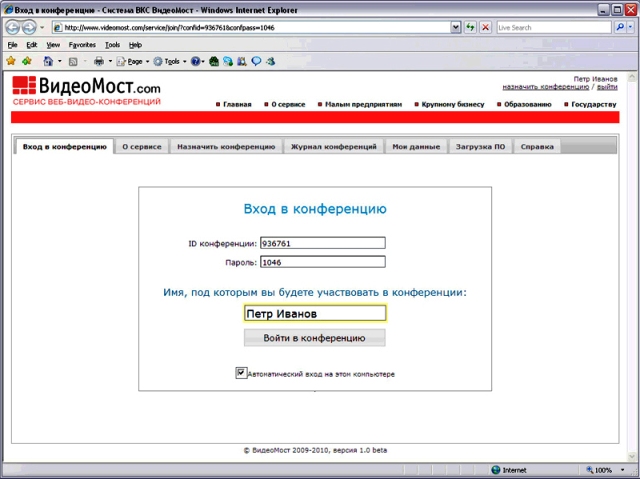 Вход в конференцию - Система ВКС ВидеоМост - Windows Internet Explorer
http://www.videomost.com/service/join/?confid=936761&confpass=1046
Live Search
File Edit View Favorites Tools Help
Page Tools
ВидеоМост.com
СЕРВИС ВЕБ-ВИДЕО-КОНФЕРЕНЦИЙ
Петр Иванов
назначить конференцию / выйти
Главная О сервисе Малым предприятиям Крупному бизнесу Образованию Государству
Вход в конференцию О сервисе Назначить конференцию Журнал конференций Мои данные Загрузка ПО Справка
Вход в конференцию
ID конференции: 936761
Пароль: 1046
Имя, под которым вы будете участвовать в конференции:
Петр Иванов
Войти в конференцию
Автоматический вход на этом компьютере
© ВидеоМост 2009-2010, версия 1.0 beta
Internet 100%